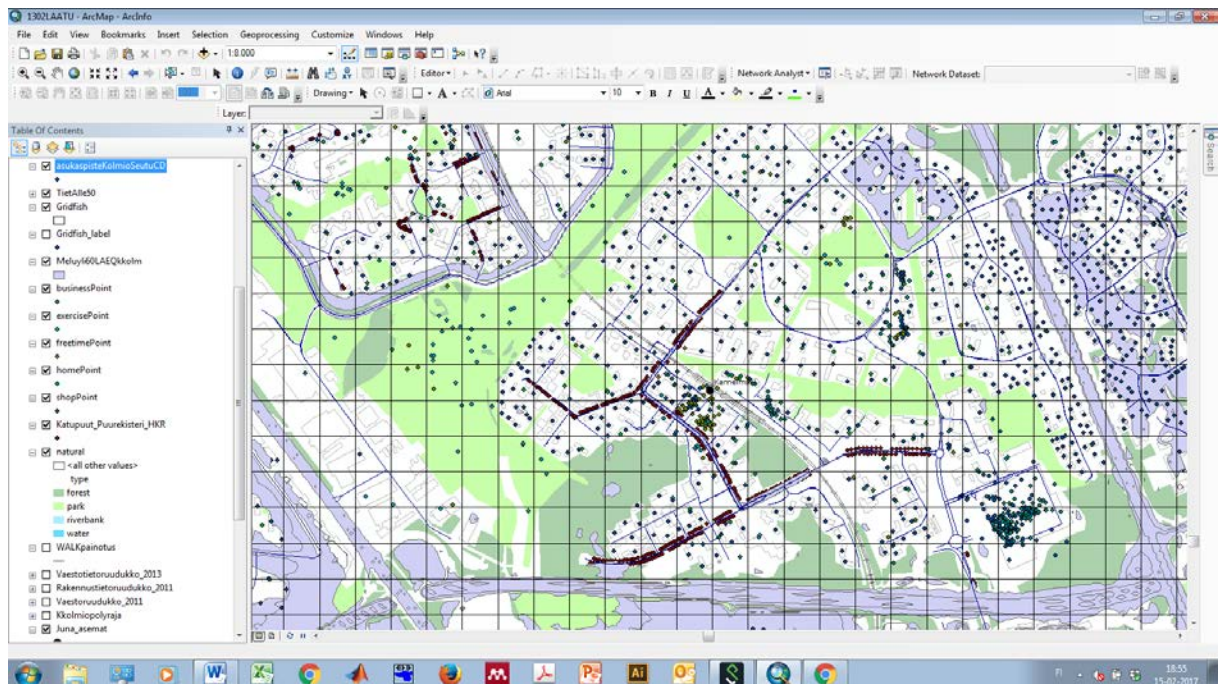 1302LAATU - ArcMap - ArcInfo
File Edit View Bookmarks Insert Selection Geoprocessing Customize Windows Help
1:8.000
Editor Network Analyst Network Dataset:
Drawing Arial 10 B I U A
Layer:
Table Of Contents
Search
asukaspisteKolmioSeutuCD
TietAlle50
Gridfish
Gridfish_label
Meluyli60LAEQkkolm
businessPoint
exercisePoint
freetimePoint
homePoint
shopPoint
Katupuut_Puurekisteri_HKR
natural
<all other values>
type
forest
park
riverbank
water
WALKpainotus
Vaestotietoruudukko_2013
Rakennustietoruudukko_2011
Vaestoruudukko_2011
Kkolmiopolyraja
Juna_asemat
FI
18:55
15-02-2017